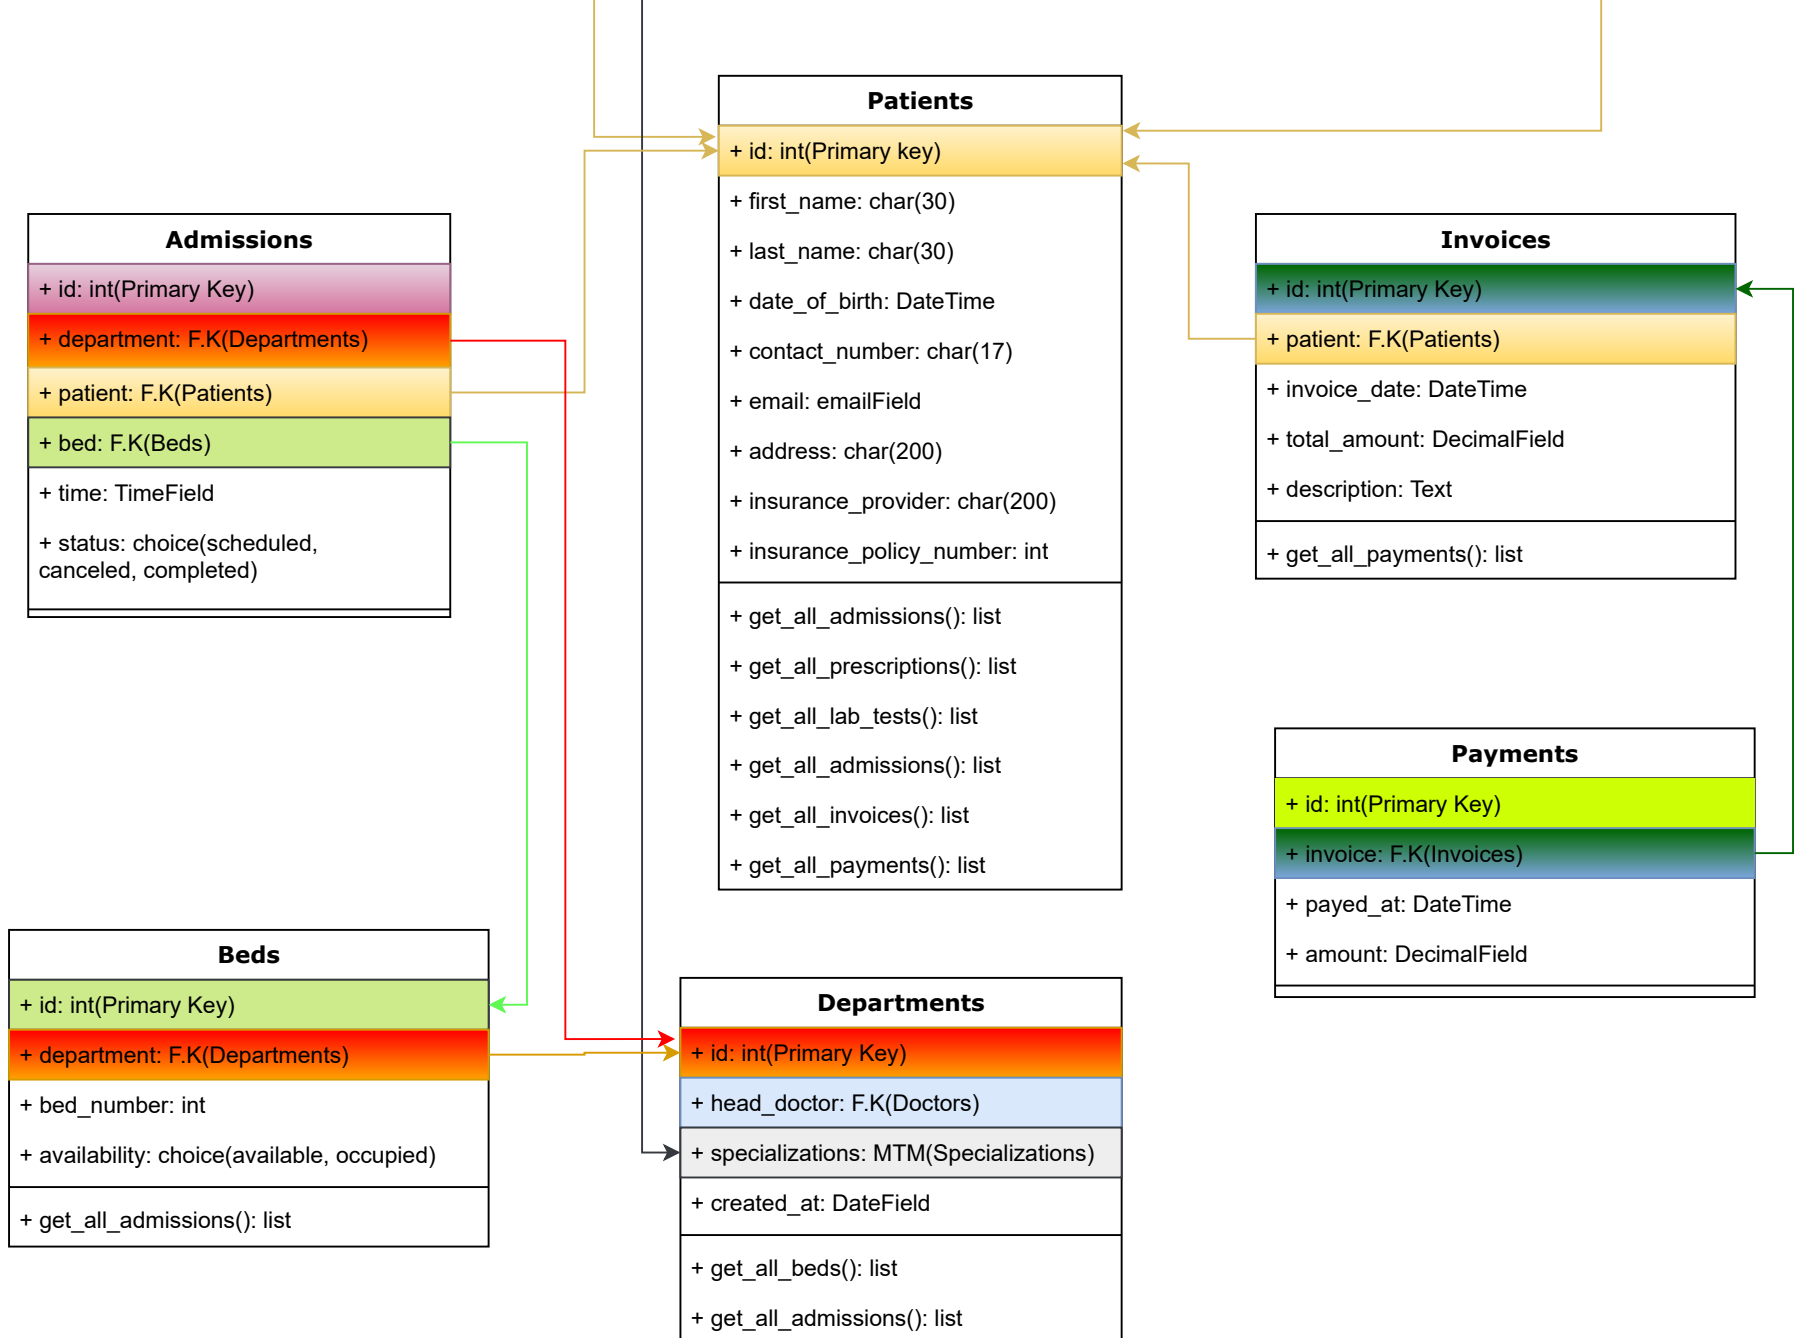 Patients
+ id: int(Primary key)
+ first_name: char(30)
+ last_name: char(30)
+ date_of_birth: DateTime
+ contact_number: char(17)
+ email: emailField
+ address: char(200)
+ insurance_provider: char(200)
+ insurance_policy_number: int
+ get_all_admissions(): list
+ get_all_prescriptions(): list
+ get_all_lab_tests(): list
+ get_all_admissions(): list
+ get_all_invoices(): list
+ get_all_payments(): list
Admissions
+ id: int(Primary Key)
+ department: F.K(Departments)
+ patient: F.K(Patients)
+ bed: F.K(Beds)
+ time: TimeField
+ status: choice(scheduled,
canceled, completed)
Invoices
+ id: int(Primary Key)
+ patient: F.K(Patients)
+ invoice_date: DateTime
+ total_amount: DecimalField
+ description: Text
+ get_all_payments(): list
Payments
+ id: int(Primary Key)
+ invoice: F.K(Invoices)
+ payed_at: DateTime
+ amount: DecimalField
Beds
+ id: int(Primary Key)
+ department: F.K(Departments)
+ bed_number: int
+ availability: choice(available, occupied)
+ get_all_admissions(): list
Departments
+ id: int(Primary Key)
+ head_doctor: F.K(Doctors)
+ specializations: MTM(Specializations)
+ created_at: DateField
+ get_all_beds(): list
+ get_all_admissions(): list